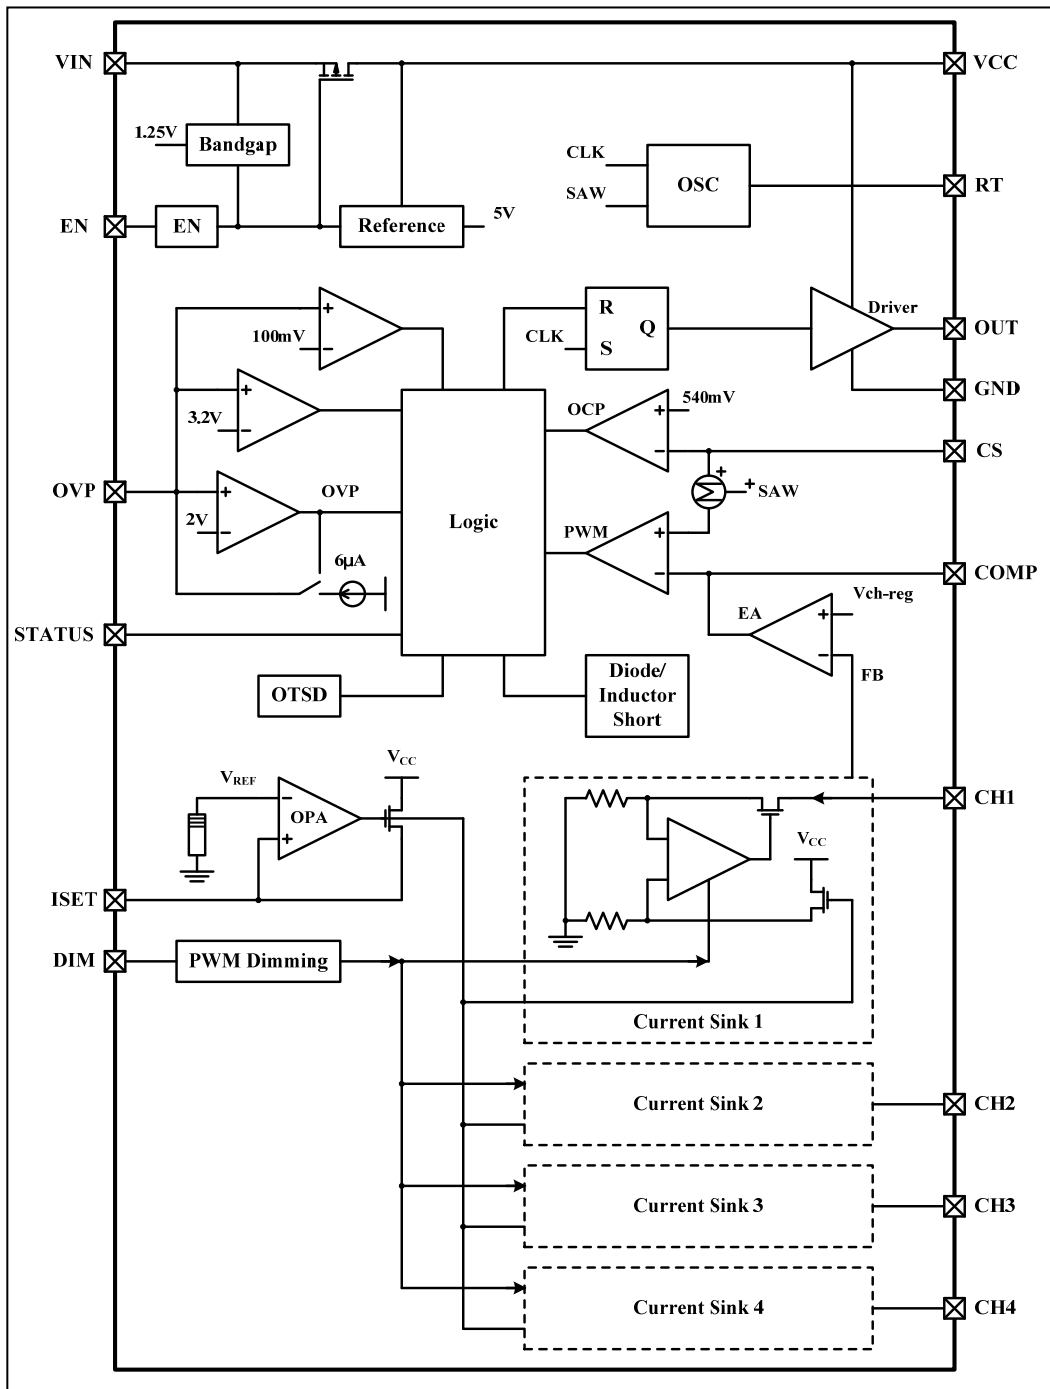 VIN
VCC
1.25V
Bandgap
CLK
SAW
OSC
RT
EN
EN
Reference
5V
100mV
R
S
Q
CLK
Driver
OUT
GND
3.2V
OCP
540mV
CS
OVP
2V
OVP
Logic
SAW
PWM
6μA
COMP
Vch-reg
EA
FB
STATUS
OTSD
Diode/
Inductor
Short
VREF
OPA
VCC
CH1
VCC
ISET
DIM
PWM Dimming
Current Sink 1
Current Sink 2
CH2
Current Sink 3
CH3
Current Sink 4
CH4